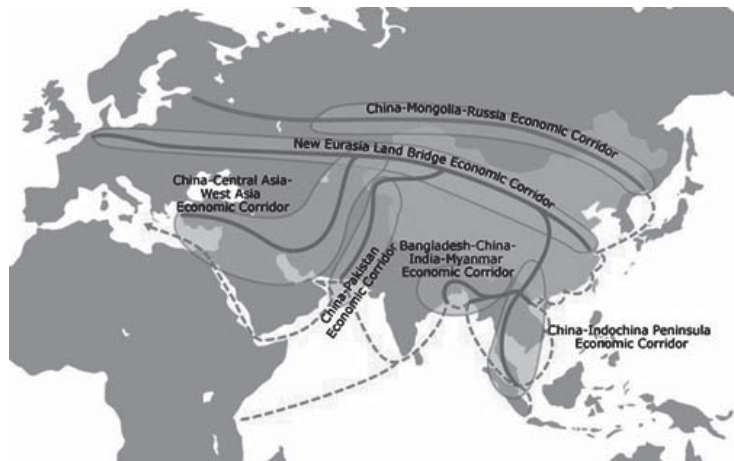 China-Mongolia-Russia Economic Corridor
New Eurasia Land Bridge Economic Corridor
China-Central Asia-
West Asia
Economic Corridor
China-Pakistan
Economic Corridor
Bangladesh-China-
India-Myanmar
Economic Corridor
China-Indochina Peninsula
Economic Corridor